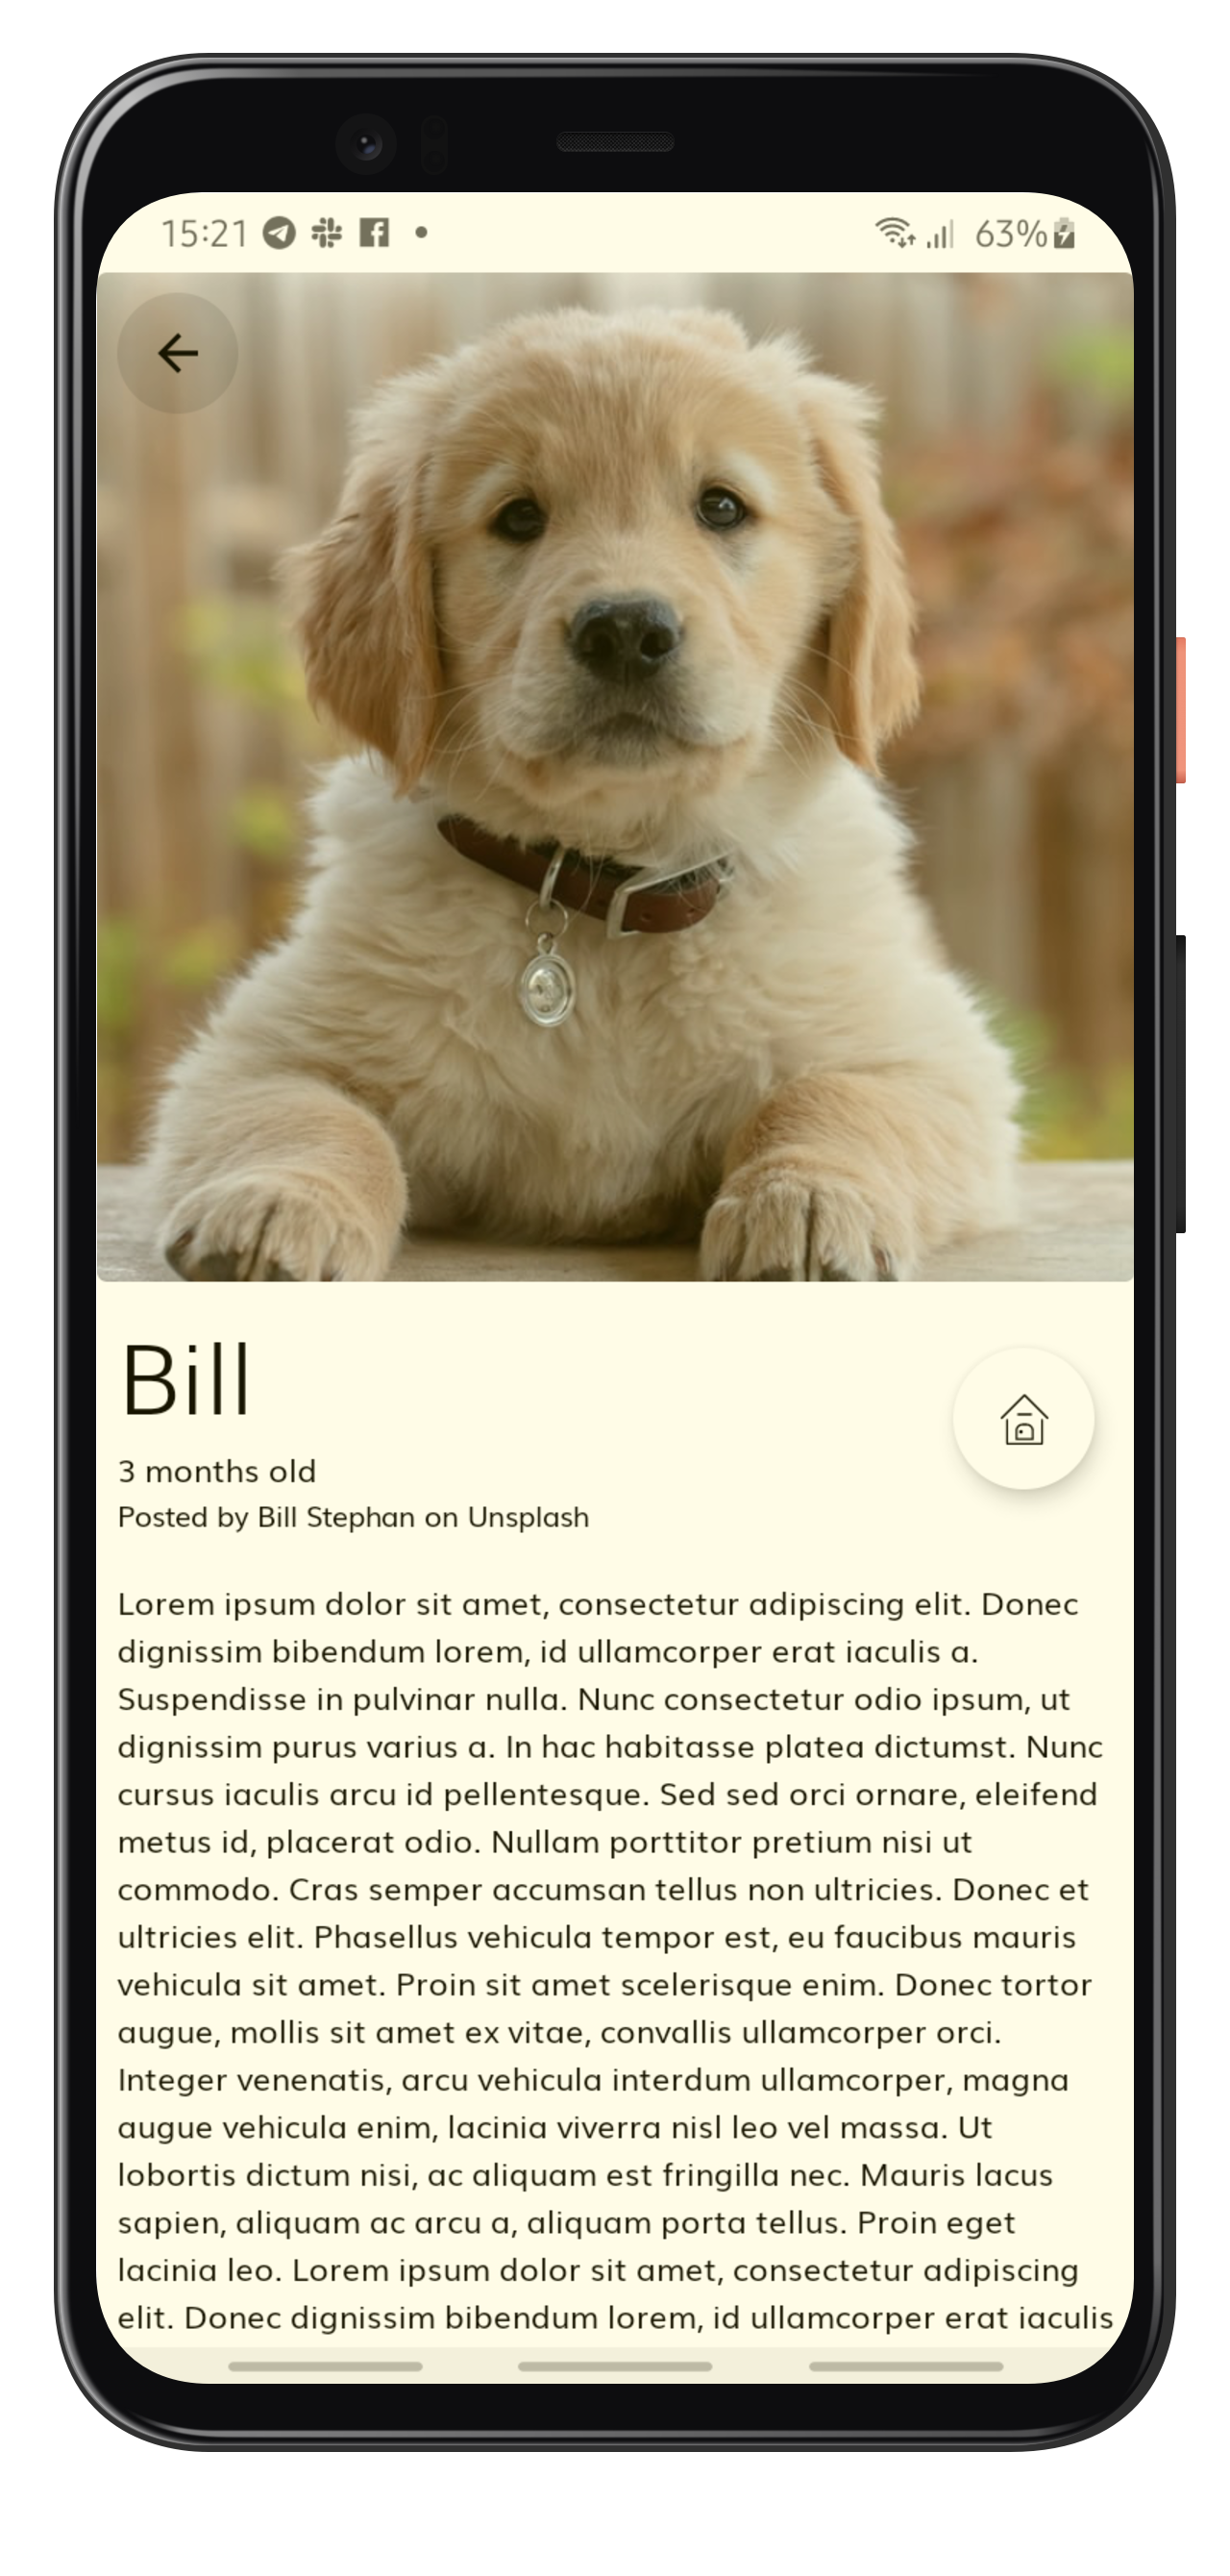 15:21
63%
Bill
3 months old
Posted by Bill Stephan on Unsplash
Lorem ipsum dolor sit amet, consectetur adipiscing elit. Donec
dignissim bibendum lorem, id ullamcorper erat iaculis a.
Suspendisse in pulvinar nulla. Nunc consectetur odio ipsum, ut
dignissim purus varius a. In hac habitasse platea dictumst. Nunc
cursus iaculis arcu id pellentesque. Sed sed orci ornare, eleifend
metus id, placerat odio. Nullam porttitor pretium nisi ut
commodo. Cras semper accumsan tellus non ultricies. Donec et
ultricies elit. Phasellus vehicula tempor est, eu faucibus mauris
vehicula sit amet. Proin sit amet scelerisque enim. Donec tortor
augue, mollis sit amet ex vitae, convallis ullamcorper orci.
Integer venenatis, arcu vehicula interdum ullamcorper, magna
augue vehicula enim, lacinia viverra nisl leo vel massa. Ut
lobortis dictum nisi, ac aliquam est fringilla nec. Mauris lacus
sapien, aliquam ac arcu a, aliquam porta tellus. Proin eget
lacinia leo. Lorem ipsum dolor sit amet, consectetur adipiscing
elit. Donec dignissim bibendum lorem, id ullamcorper erat iaculis